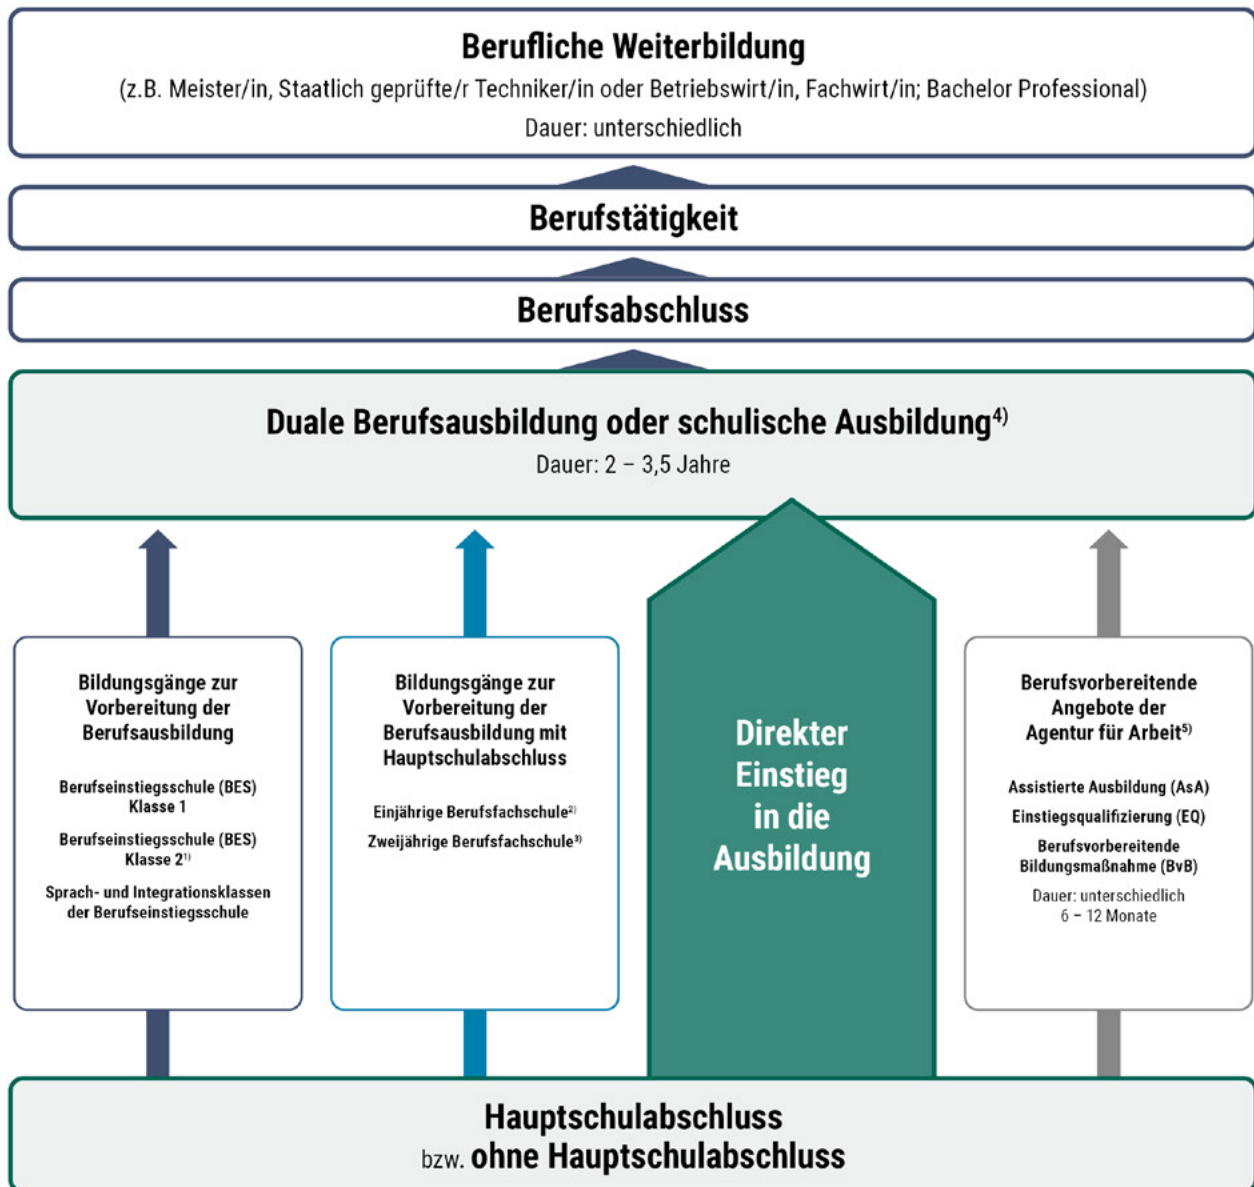 Berufliche Weiterbildung
(z.B. Meister/in, Staatlich geprüfte/r Techniker/in oder Betriebswirt/in, Fachwirt/in; Bachelor Professional)
Dauer: unterschiedlich
Berufstätigkeit
Berufsabschluss
Duale Berufsausbildung oder schulische Ausbildung⁴⁾
Dauer: 2 – 3,5 Jahre
Bildungsgänge zur
Vorbereitung der
Berufsausbildung
Berufseinstiegsschule (BES)
Klasse 1
Berufseinstiegsschule (BES)
Klasse 2¹⁾
Sprach- und Integrationsklassen
der Berufseinstiegsschule
Bildungsgänge zur
Vorbereitung der
Berufsausbildung mit
Hauptschulabschluss
Einjährige Berufsfachschule²⁾
Zweijährige Berufsfachschule³⁾
Direkter
Einstieg
in die
Ausbildung
Berufsvorbereitende
Angebote der
Agentur für Arbeit⁵⁾
Assistierte Ausbildung (AsA)
Einstiegsqualifizierung (EQ)
Berufsvorbereitende
Bildungsmaßnahme (BvB)
Dauer: unterschiedlich
6 – 12 Monate
Hauptschulabschluss
bzw. ohne Hauptschulabschluss